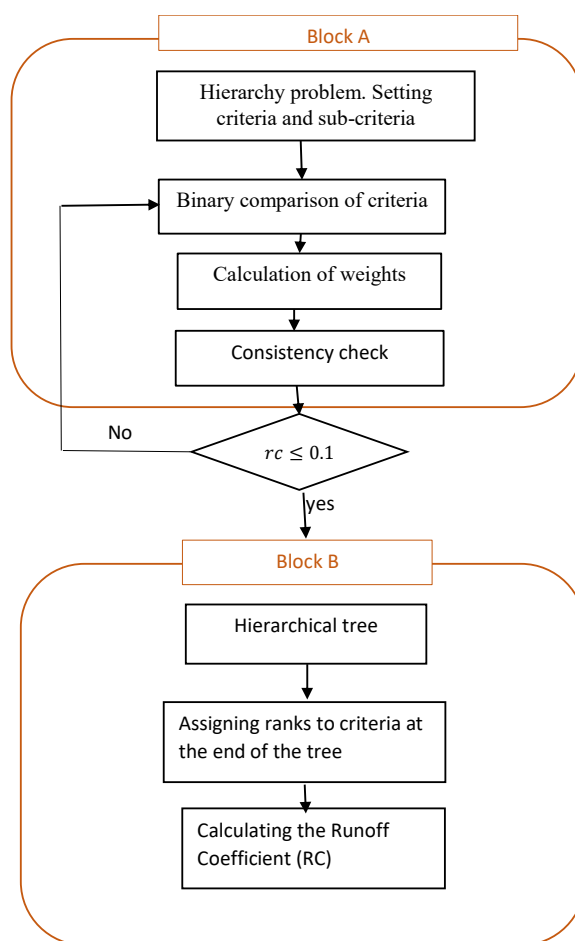 Block A
Hierarchy problem. Setting
criteria and sub-criteria
Binary comparison of criteria
Calculation of weights
Consistency check
No
rc ≤ 0.1
yes
Block B
Hierarchical tree
Assigning ranks to criteria at
the end of the tree
Calculating the Runoff
Coefficient (RC)